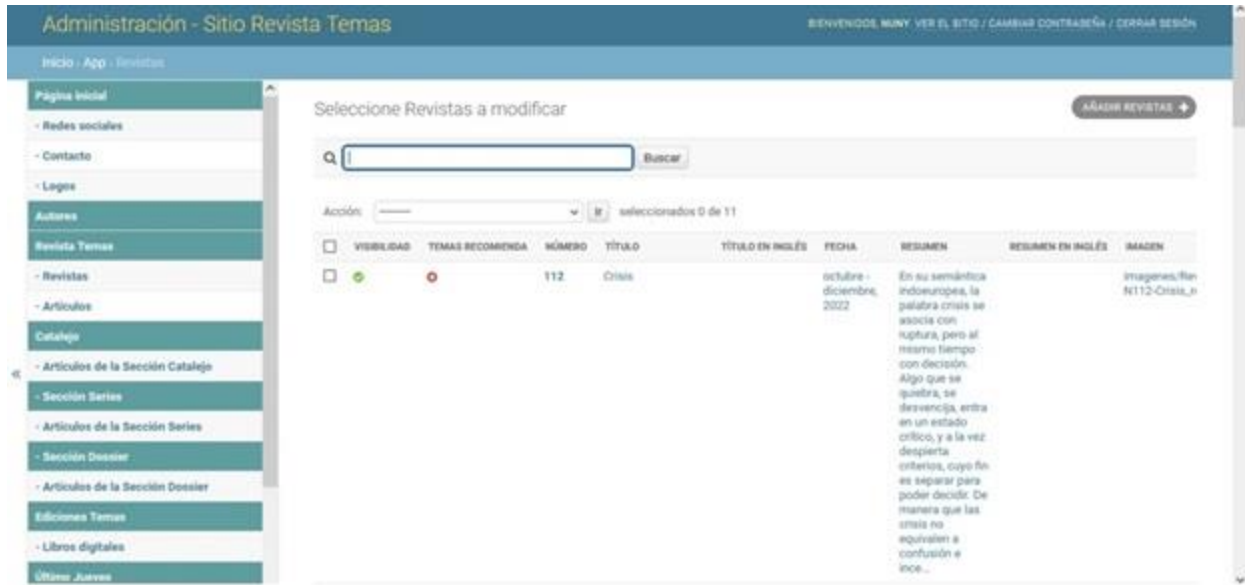 Administración - Sitio Revista Temas
BIENVENIDOS, NUNY VER EL SITIO / CAMBIAR CONTRASEÑA / CERRAR SESIÓN
Inicio › App › Revistas
Página inicial
- Redes sociales
- Contacto
- Logos
Autores
Revista Temas
- Revistas
- Artículos
Catalejo
- Artículos de la Sección Catalejo
- Sección Series
- Artículos de la Sección Series
- Sección Dossier
- Artículos de la Sección Dossier
Ediciones Temas
- Libros digitales
Último Jueves
«
Seleccione Revistas a modificar
AÑADIR REVISTAS +
Buscar
Acción: --------- Ir seleccionados 0 de 11
VISIBILIDAD TEMAS RECOMIENDA NÚMERO TÍTULO TÍTULO EN INGLÉS FECHA RESUMEN RESUMEN EN INGLÉS IMAGEN
112 Crisis
octubre -
diciembre,
2022
En su semántica
indoeuropea, la
palabra crisis se
asocia con
ruptura, pero al
mismo tiempo
con decisión.
Algo que se
quiebra, se
desvencija, entra
en un estado
crítico, y a la vez
despierta
criterios, cuyo fin
es separar para
poder decidir. De
manera que las
crisis no
equivalen a
confusión e
ince...
imagenes/Rev
N112-Crisis_r